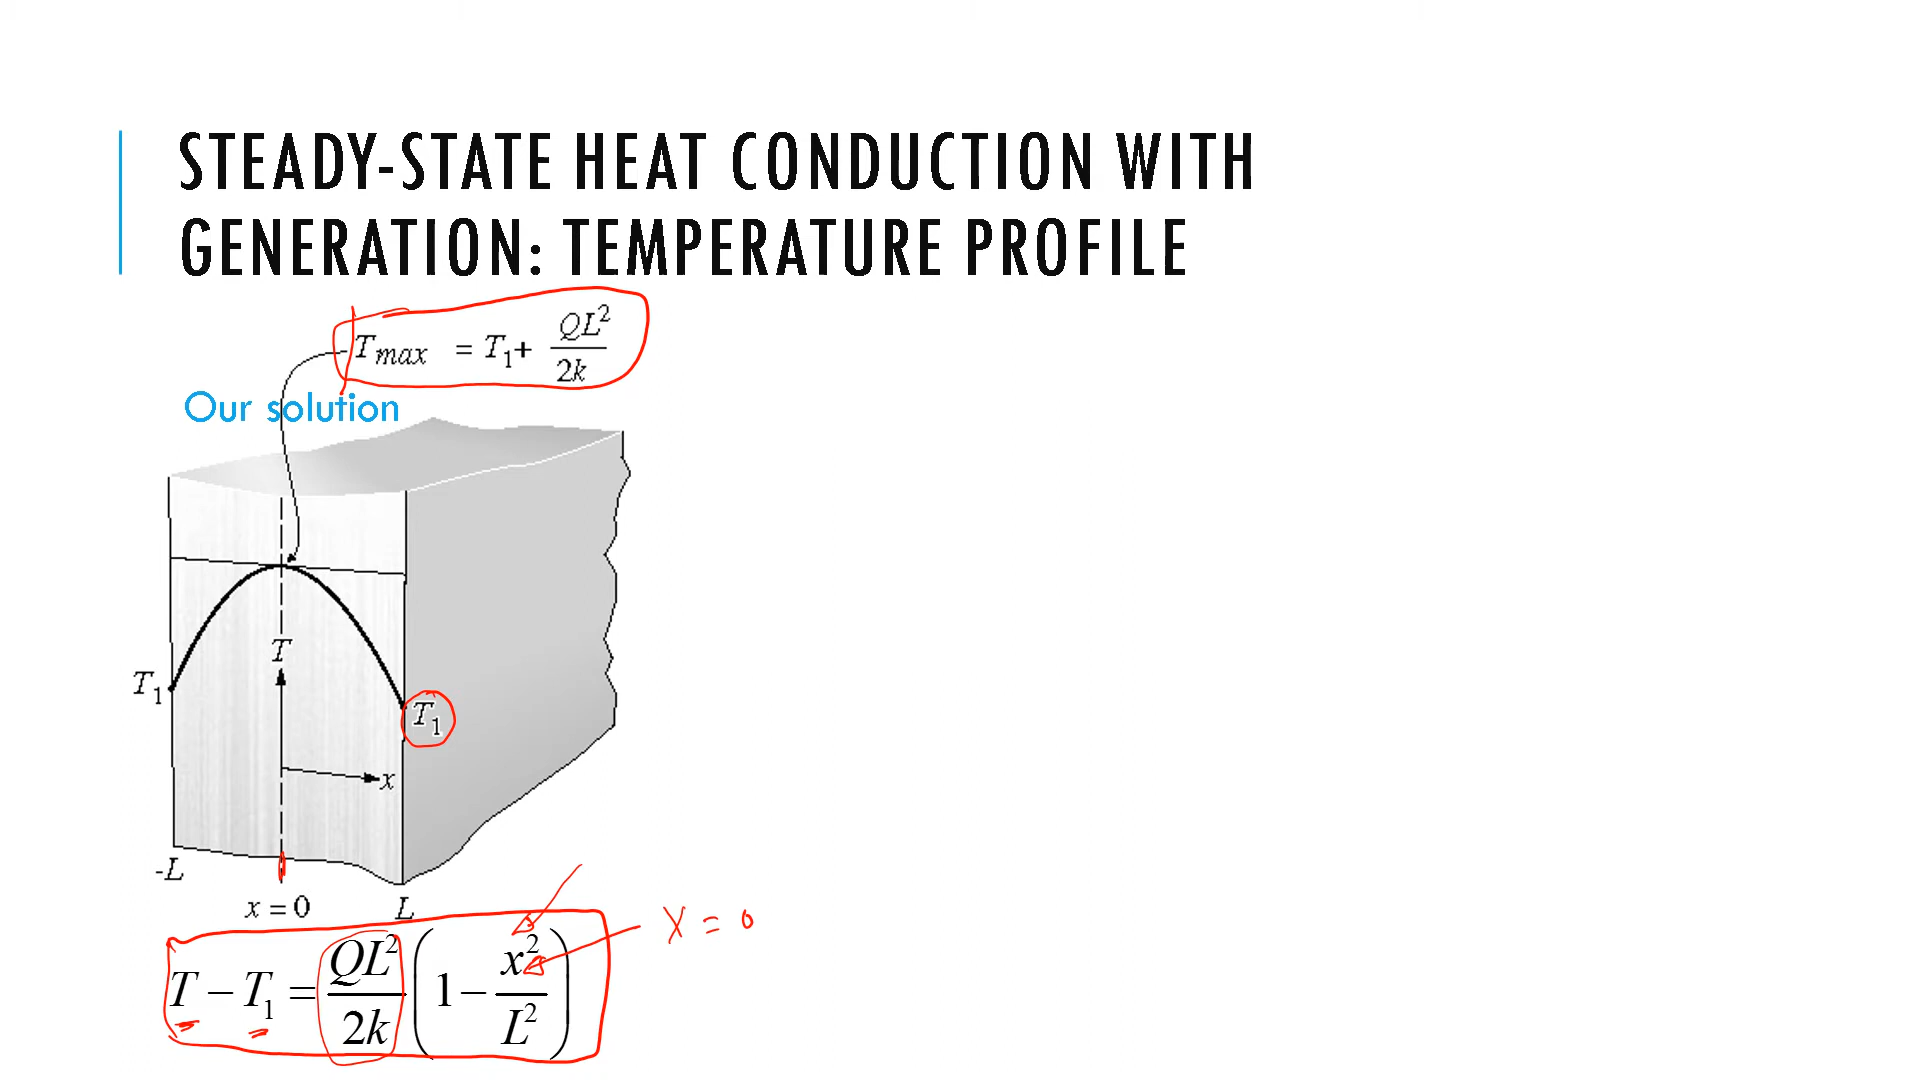 STEADY-STATE HEAT CONDUCTION WITH
GENERATION: TEMPERATURE PROFILE
T_max = T_1 + QL^2/2k
Our solution
T
T_1
T_1
x
-L
x = 0
L
T − T_1 = QL^2/2k (1 − x^2/L^2)
X = 0